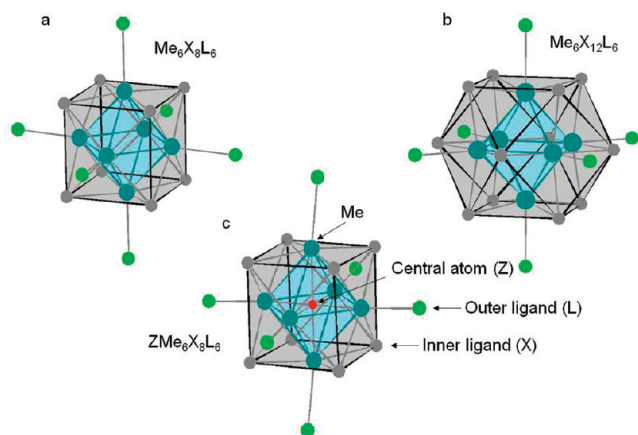 a
Me₆X₈L₆
b
Me₆X₁₂L₆
c
Me
Central atom (Z)
Outer ligand (L)
ZMe₆X₈L₆
Inner ligand (X)